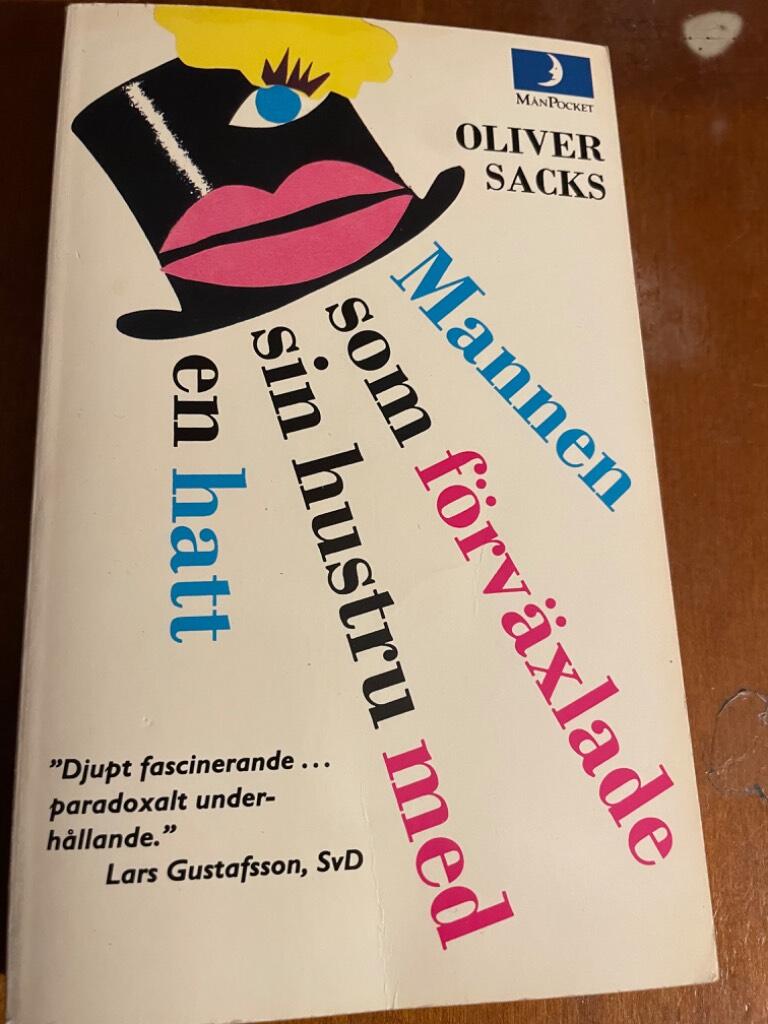 MÅNPOCKET
OLIVER
SACKS
Mannen
som förväxlade
sin hustru med
en hatt
”Djupt fascinerande ...
paradoxalt under-
hållande.”
Lars Gustafsson, SvD